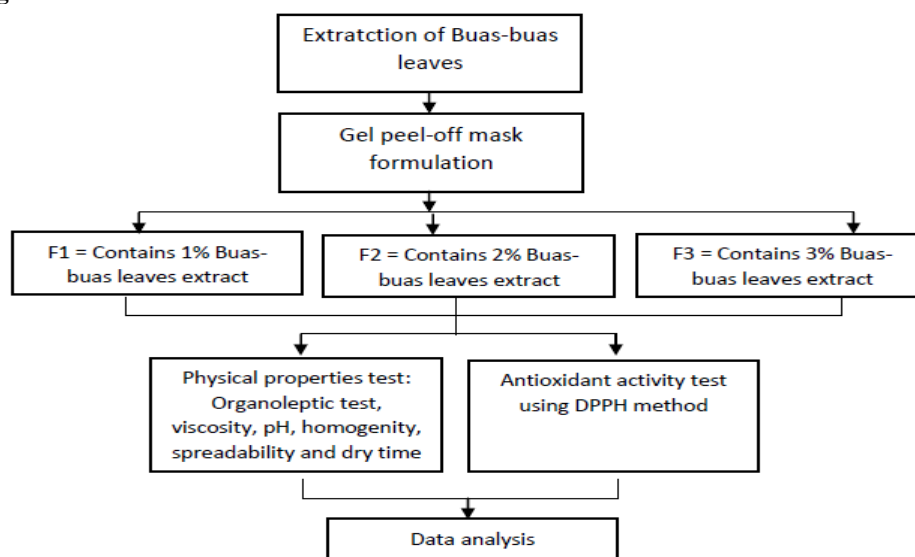 Extratction of Buas-buas
leaves
Gel peel-off mask
formulation
F1 = Contains 1% Buas-
buas leaves extract
F2 = Contains 2% Buas-
buas leaves extract
F3 = Contains 3% Buas-
buas leaves extract
Physical properties test:
Organoleptic test,
viscosity, pH, homogenity,
spreadability and dry time
Antioxidant activity test
using DPPH method
Data analysis